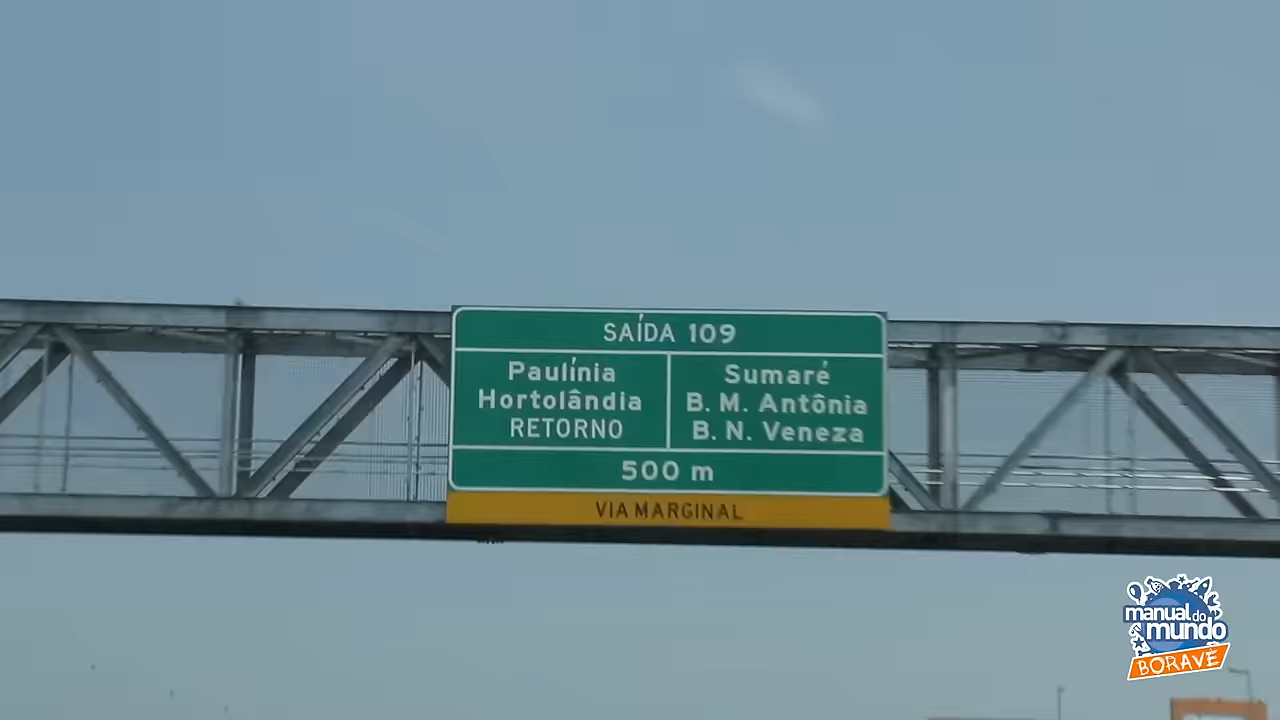 SAÍDA 109
Paulínia
Hortolândia
RETORNO
Sumaré
B. M. Antônia
B. N. Veneza
500 m
VIA MARGINAL
manual do
mundo
BORAVÊ